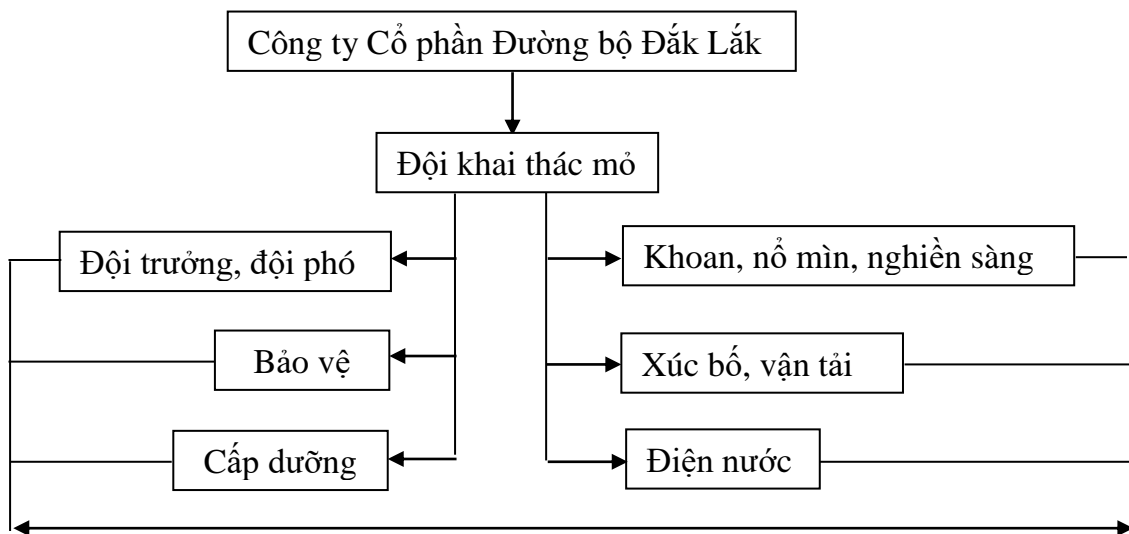 Công ty Cổ phần Đường bộ Đắk Lắk
Đội khai thác mỏ
Đội trưởng, đội phó
Khoan, nổ mìn, nghiền sàng
Bảo vệ
Xúc bố, vận tải
Cấp dưỡng
Điện nước